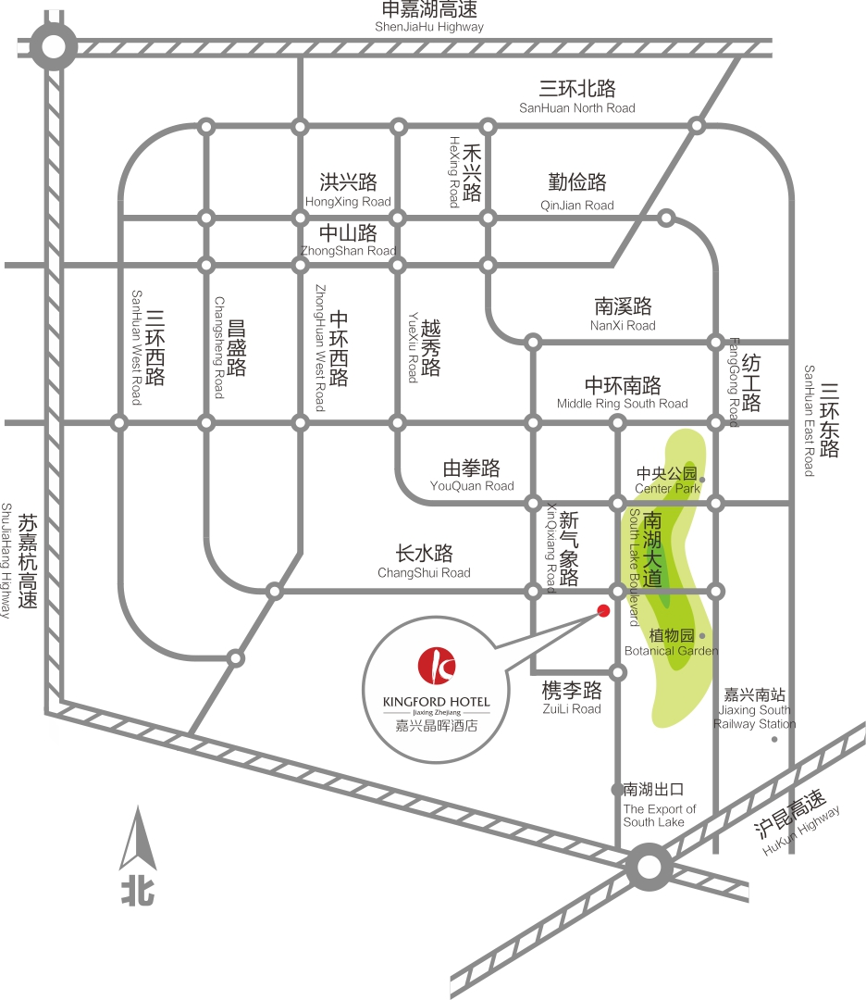 申嘉湖高速
ShenJiaHu Highway
三环北路
SanHuan North Road
禾兴路
HeXing Road
洪兴路
HongXing Road
勤俭路
QinJian Road
中山路
ZhongShan Road
三环西路
SanHuan West Road
昌盛路
Changsheng Road
中环西路
ZhongHuan West Road
越秀路
YueXiu Road
南溪路
NanXi Road
纺工路
FangGong Road
中环南路
Middle Ring South Road
三环东路
SanHuan East Road
由拳路
YouQuan Road
中央公园
Center Park
苏嘉杭高速
ShuJiaHang Highway
新气象路
XinQixiang Road
南湖大道
South Lake Boulevard
长水路
ChangShui Road
植物园
Botanical Garden
KINGFORD HOTEL
Jiaxing Zhejiang
嘉兴晶晖酒店
槜李路
ZuiLi Road
嘉兴南站
Jiaxing South
Railway Station
南湖出口
The Export of
South Lake
沪昆高速
HuKun Highway
北